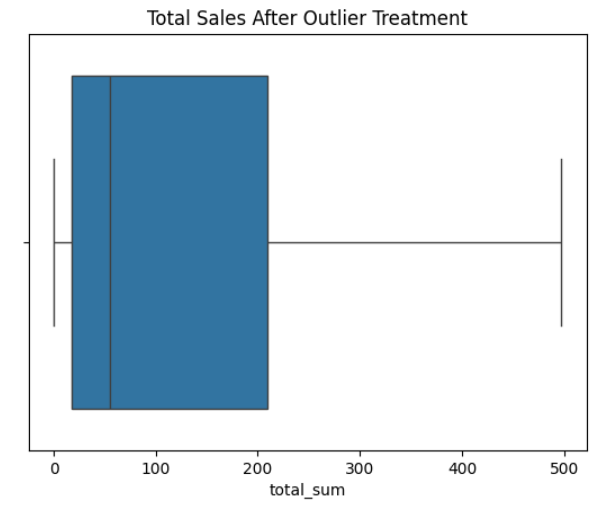 Total Sales After Outlier Treatment
0 100 200 300 400 500
total_sum